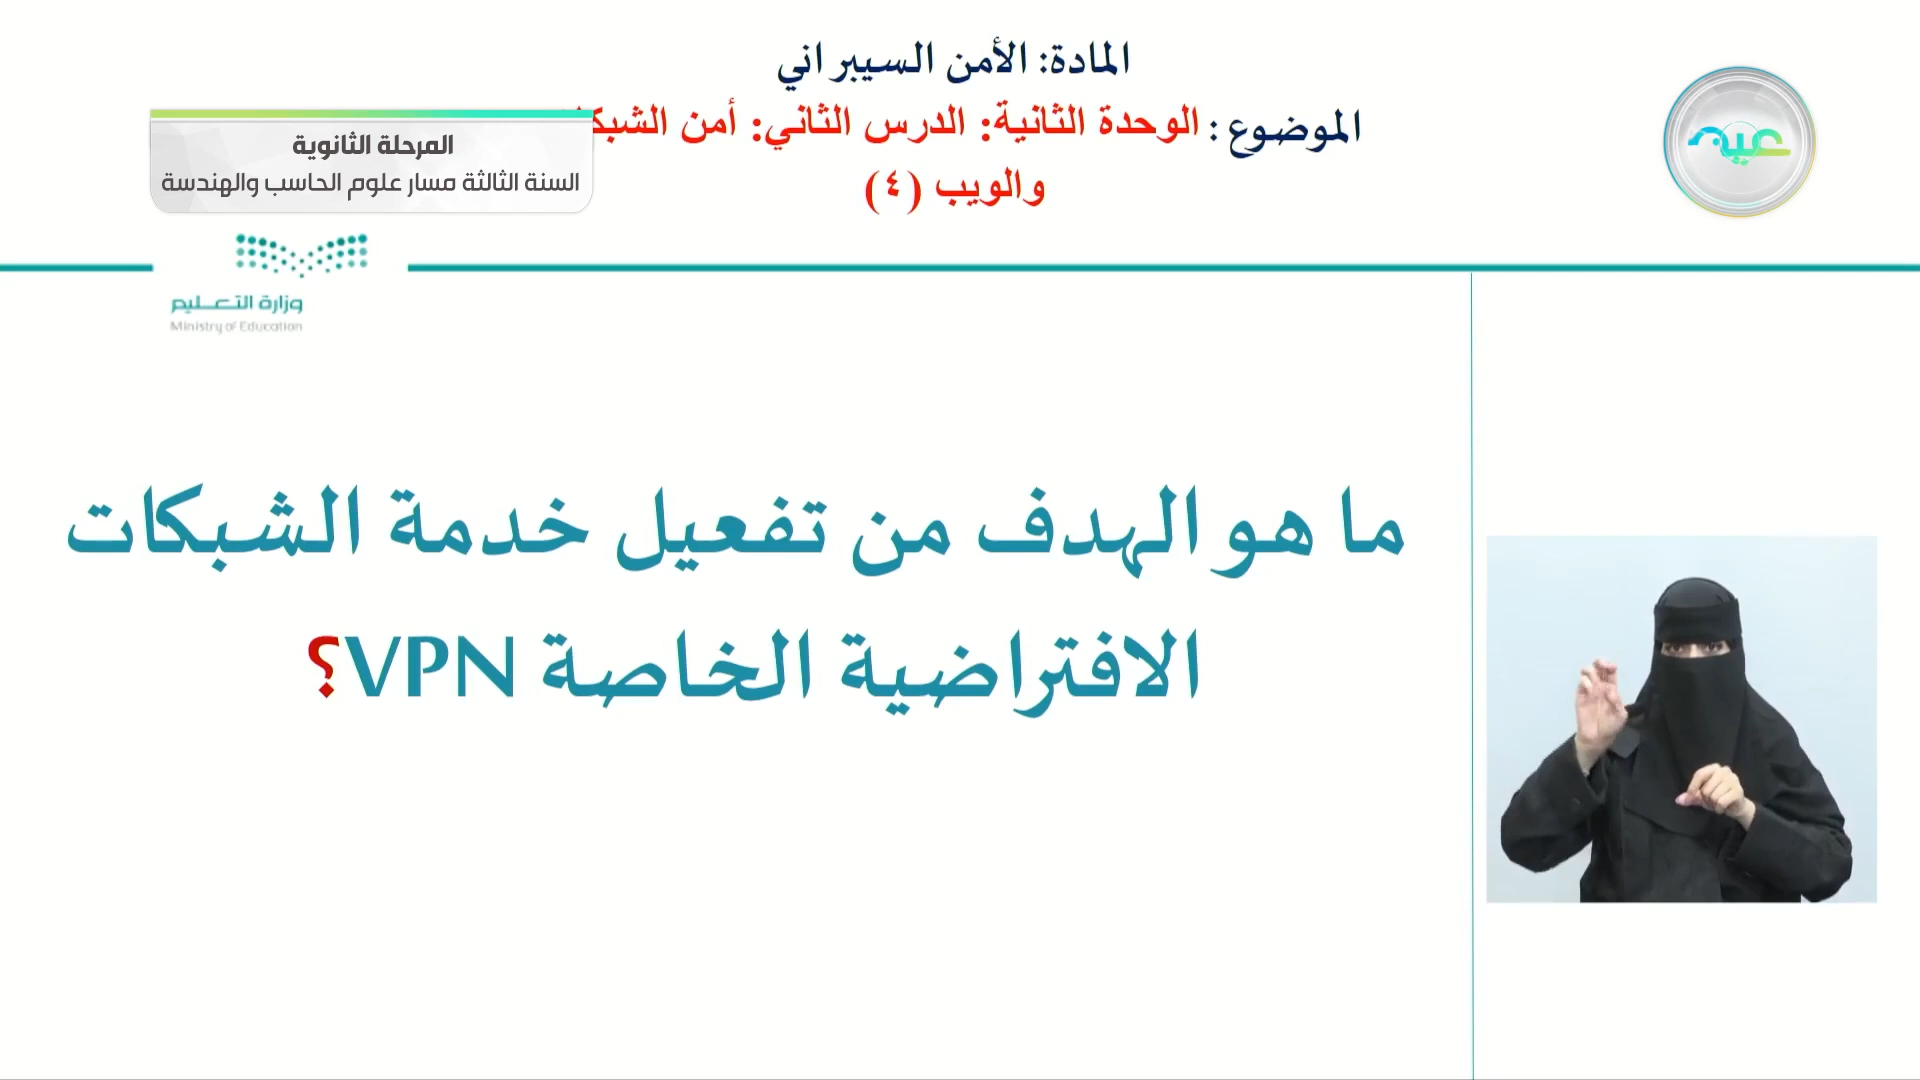 المادة: الأمن السيبراني
الموضوع : الوحدة الثانية: الدرس الثاني: أمن
والويب (٤)
المرحلة الثانوية
السنة الثالثة مسار علوم الحاسب والهندسة
عين
وزارة التعليم
Ministry of Education
ما هو الهدف من تفعيل خدمة الشبكات
الافتراضية الخاصة VPN؟